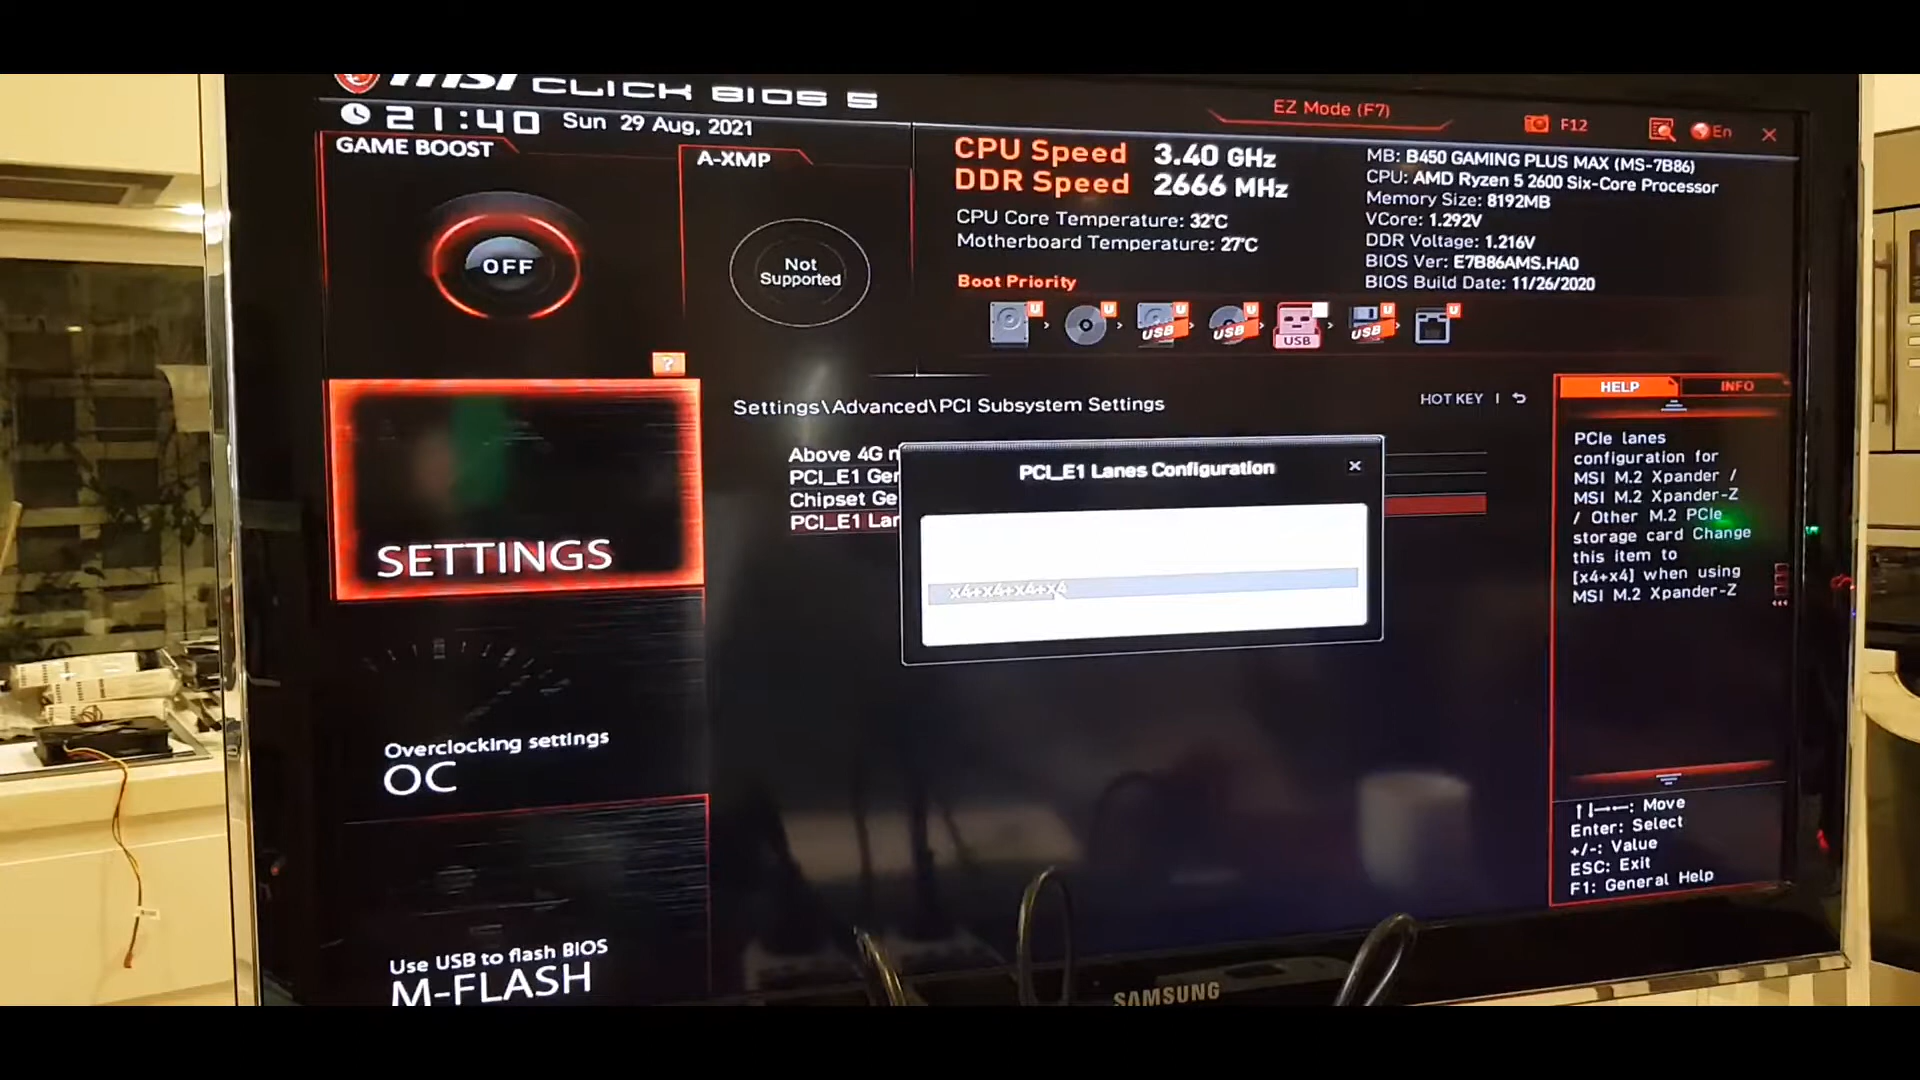 msi CLICK BIOS 5
21:40 Sun 29 Aug, 2021
EZ Mode (F7)
F12
En
GAME BOOST
OFF
A-XMP
Not
Supported
CPU Speed 3.40 GHz
DDR Speed 2666 MHz
CPU Core Temperature: 32°C
Motherboard Temperature: 27°C
MB: B450 GAMING PLUS MAX (MS-7B86)
CPU: AMD Ryzen 5 2600 Six-Core Processor
Memory Size: 8192MB
VCore: 1.292V
DDR Voltage: 1.216V
BIOS Ver: E7B86AMS.HA0
BIOS Build Date: 11/26/2020
Boot Priority
U U U U U U
USB USB USB USB
?
SETTINGS
Overclocking settings
OC
Use USB to flash BIOS
M-FLASH
Settings\Advanced\PCI Subsystem Settings
HOT KEY
Above 4G
PCI_E1 Gen
Chipset Ge
PCI_E1 Lan
PCI_E1 Lanes Configuration
x4+x4+x4+x4
HELP
INFO
PCIe lanes
configuration for
MSI M.2 Xpander /
MSI M.2 Xpander-Z
/ Other M.2 PCIe
storage card Change
this item to
[x4+x4] when using
MSI M.2 Xpander-Z
↑↓→←: Move
Enter: Select
+/-: Value
ESC: Exit
F1: General Help
SAMSUNG